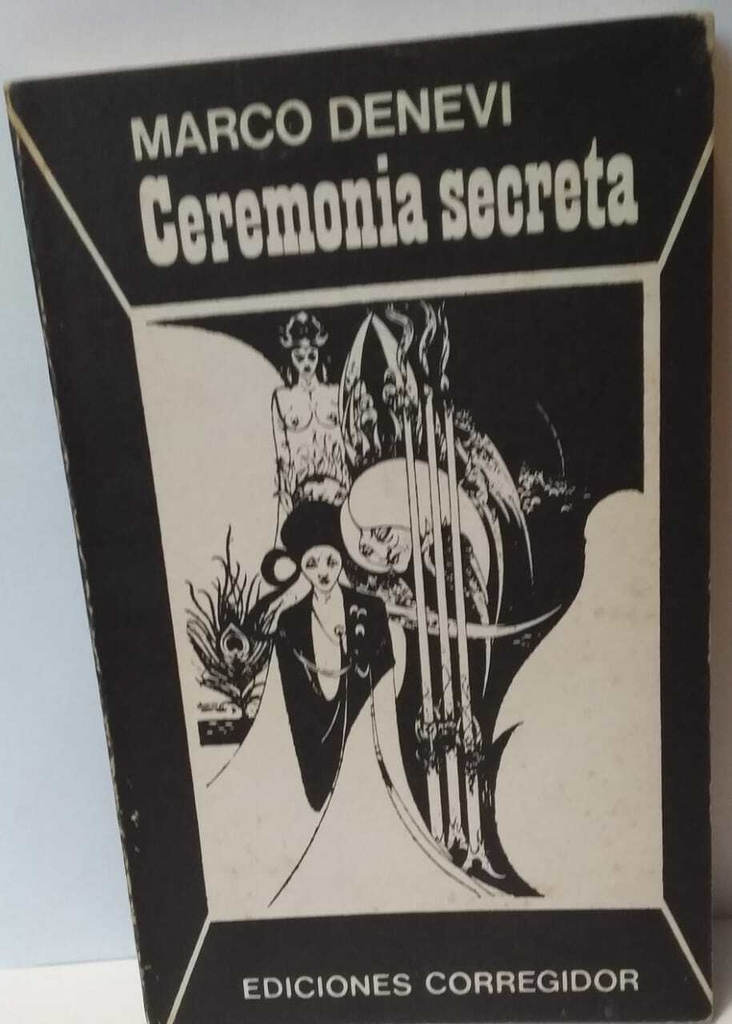 MARCO DENEVI
Ceremonia secreta
EDICIONES CORREGIDOR